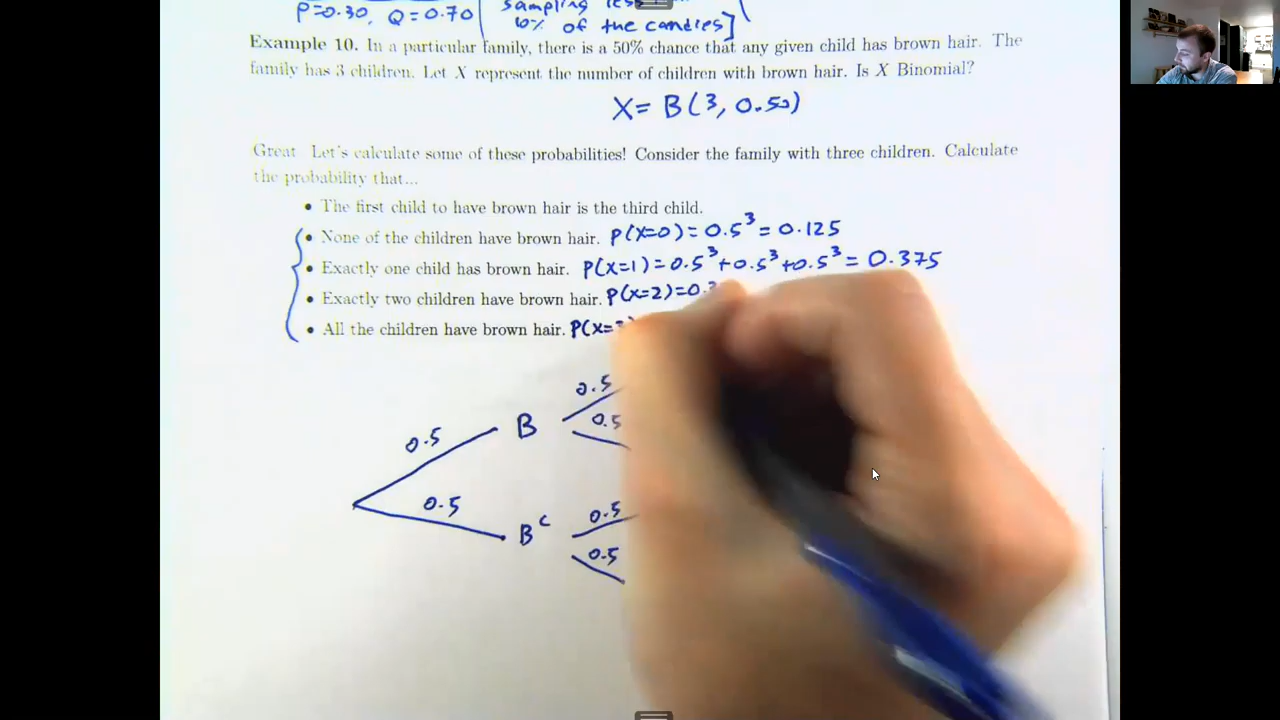 P=0.30, Q=0.70 sampling
10% of the candies]
Example 10. In a particular family, there is a 50% chance that any given child has brown hair. The
family has 3 children. Let X represent the number of children with brown hair. Is X Binomial?
X= B(3, 0.50)
Great Let's calculate some of these probabilities! Consider the family with three children. Calculate
the probability that...
• The first child to have brown hair is the third child.
• None of the children have brown hair. P(X=0)=0.5³=0.125
• Exactly one child has brown hair. P(X=1)=0.5³+0.5³+0.5³=0.375
• Exactly two children have brown hair. P(X=2)=0.
• All the children have brown hair. P(X=
0.5
0.5 B 0.5
0.5 Bᶜ 0.5
0.5